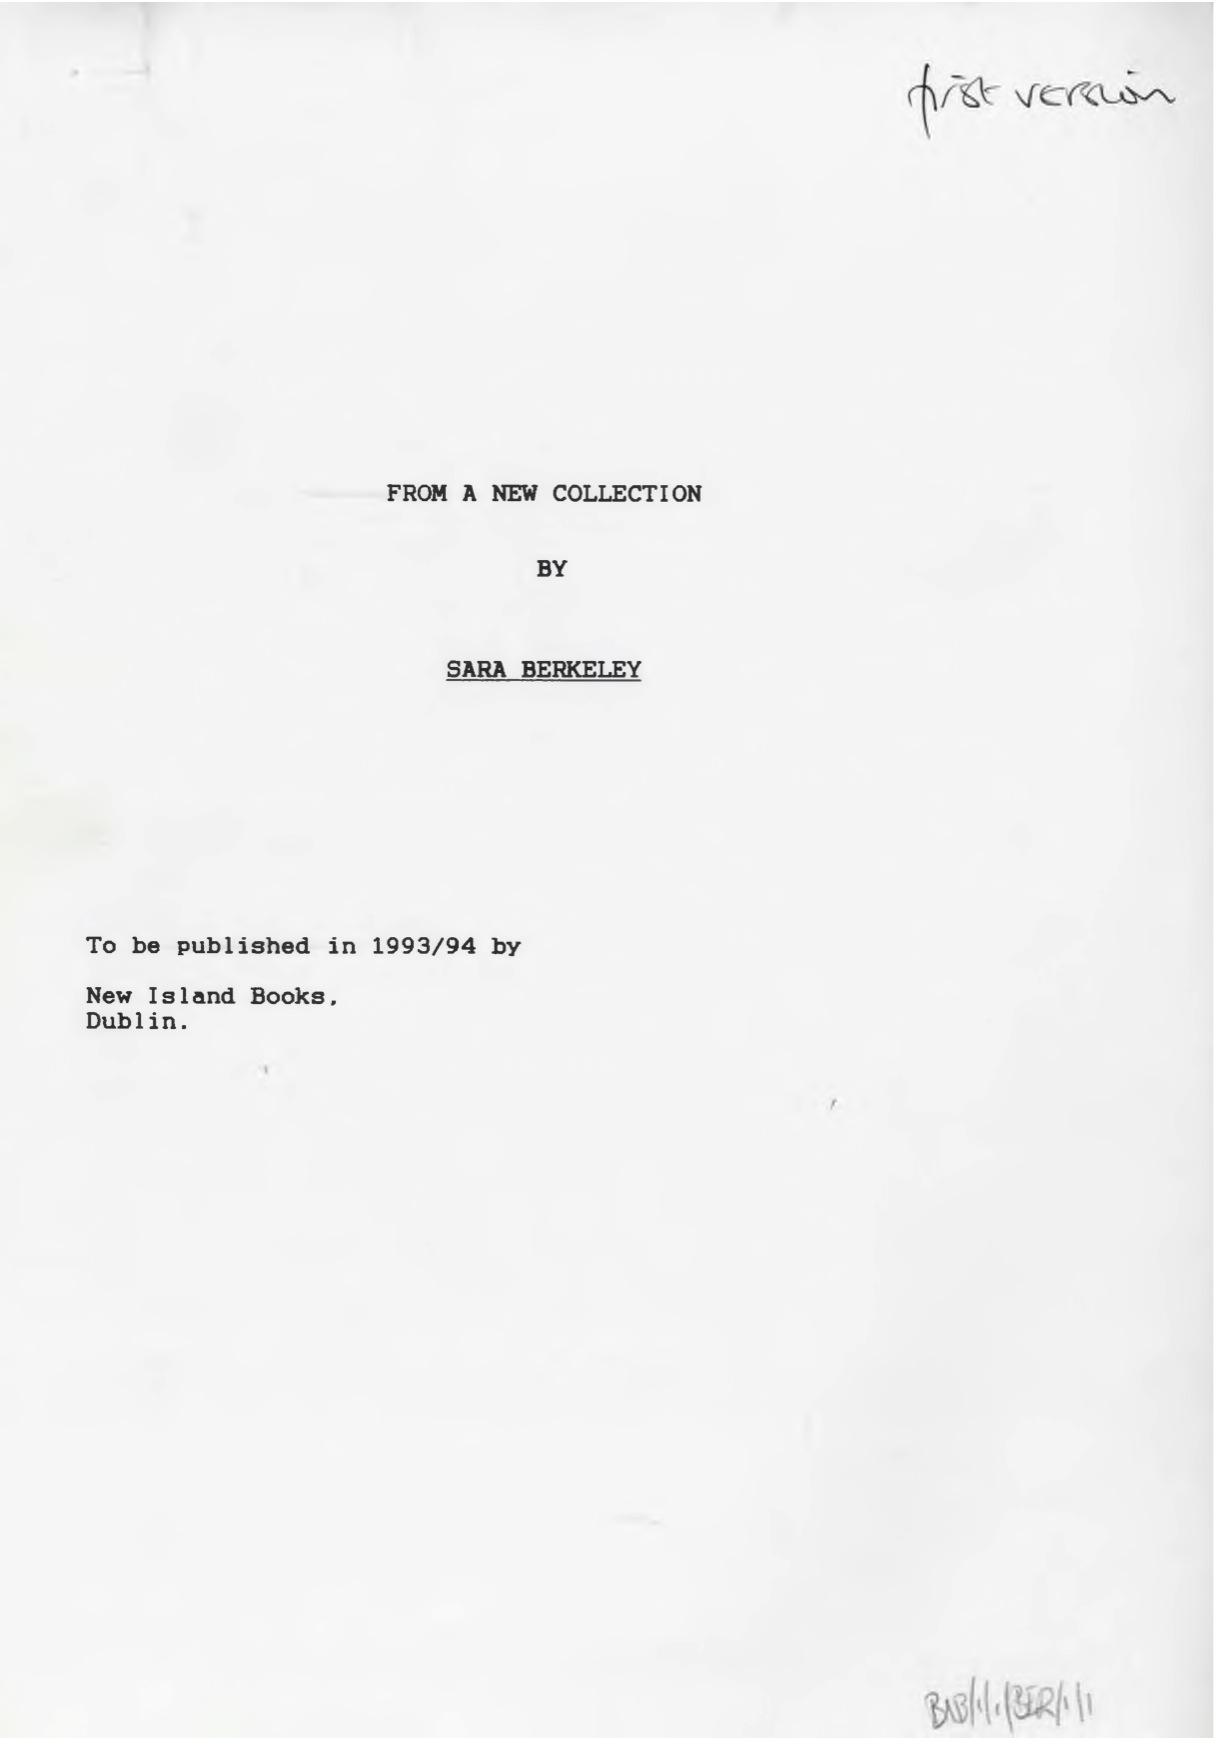 first version
FROM A NEW COLLECTION
BY
SARA BERKELEY
To be published in 1993/94 by
New Island Books,
Dublin.
BXB/1/1/BER/1/1